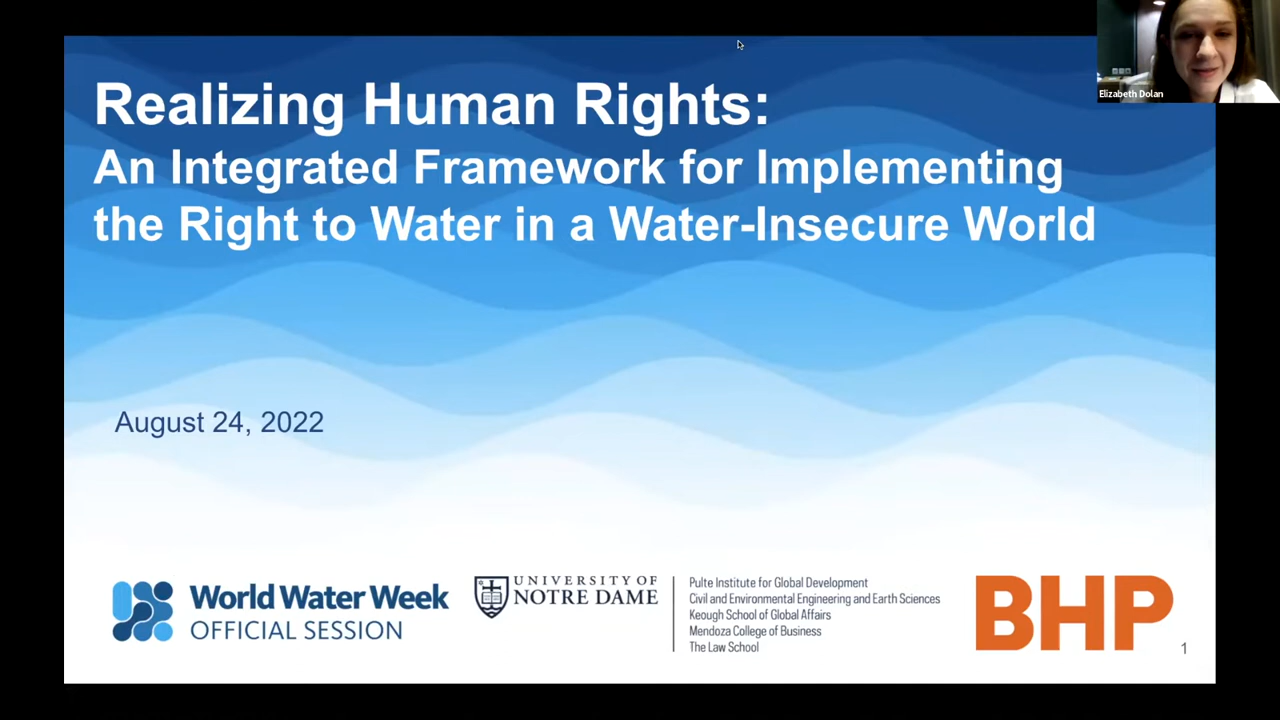 Elizabeth Dolan
Realizing Human Rights:
An Integrated Framework for Implementing
the Right to Water in a Water-Insecure World
August 24, 2022
World Water Week
OFFICIAL SESSION
UNIVERSITY OF
NOTRE DAME
Pulte Institute for Global Development
Civil and Environmental Engineering and Earth Sciences
Keough School of Global Affairs
Mendoza College of Business
The Law School
BHP
1